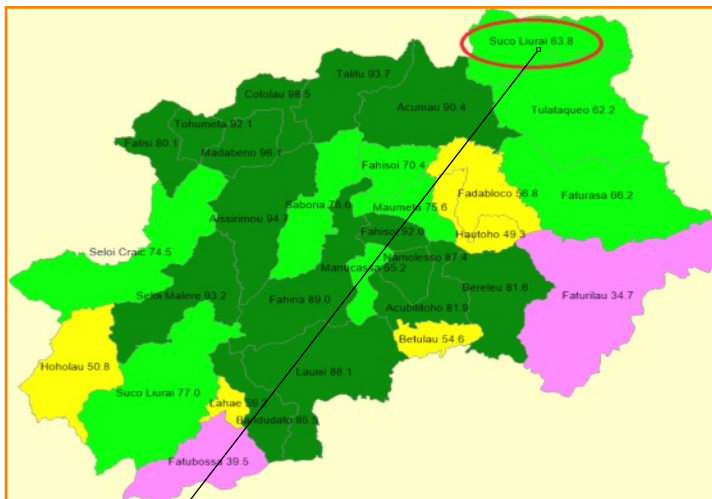 Suco Liurai 63.8
Talitu 93.7
Cotolau 98.5
Acumau 90.4
Tulataqueo 62.2
Tohumeta 92.1
Fatisi 80.1
Madabeno 96.1
Fahisoi 70.4
Fadabloco 56.8
Faturasa 66.2
Saboria 76.6
Maumeta 75.6
Aissirimou 94.7
Fahisoi 92.0
Hautoho 49.3
Seloi Craic 74.5
Namolesso 87.4
Manucassa 65.2
Bereleu 81.6
Seloi Malere 93.2
Fahiria 89.0
Acubilitoho 81.9
Faturilau 34.7
Betulau 54.6
Hoholau 50.8
Lauisi 88.1
Suco Liurai 77.0
Lahae
Fatubossa 39.5